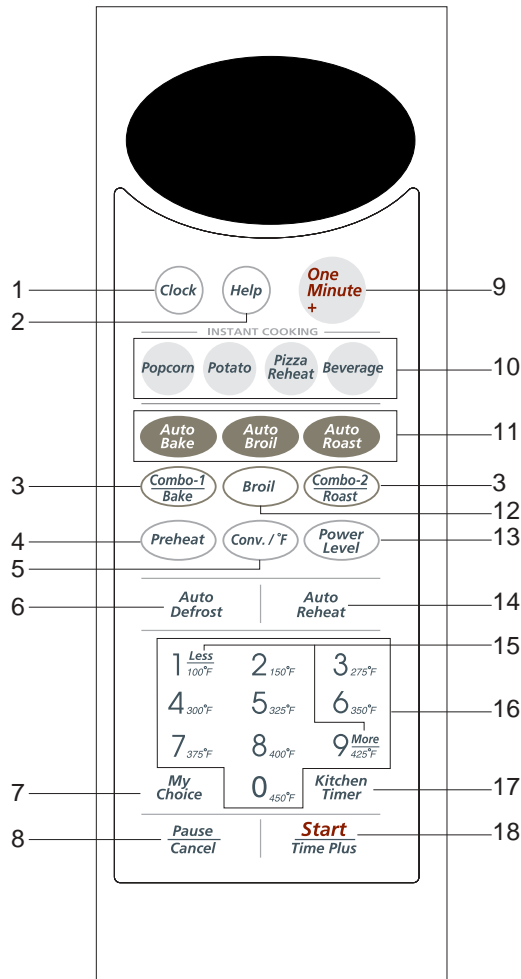 1
Clock
Help
2
One
Minute
+
9
INSTANT COOKING
Popcorn
Potato
Pizza
Reheat
Beverage
10
Auto
Bake
Auto
Broil
Auto
Roast
11
3
Combo-1
Bake
Broil
Combo-2
Roast
3
12
4
Preheat
Conv. / °F
Power
Level
13
5
6
Auto
Defrost
Auto
Reheat
14
15
1 Less
100°F
2 150°F
3 275°F
4 300°F
5 325°F
6 350°F
16
7 375°F
8 400°F
9 More
425°F
7
My
Choice
0 450°F
Kitchen
Timer
17
8
Pause
Cancel
Start
Time Plus
18